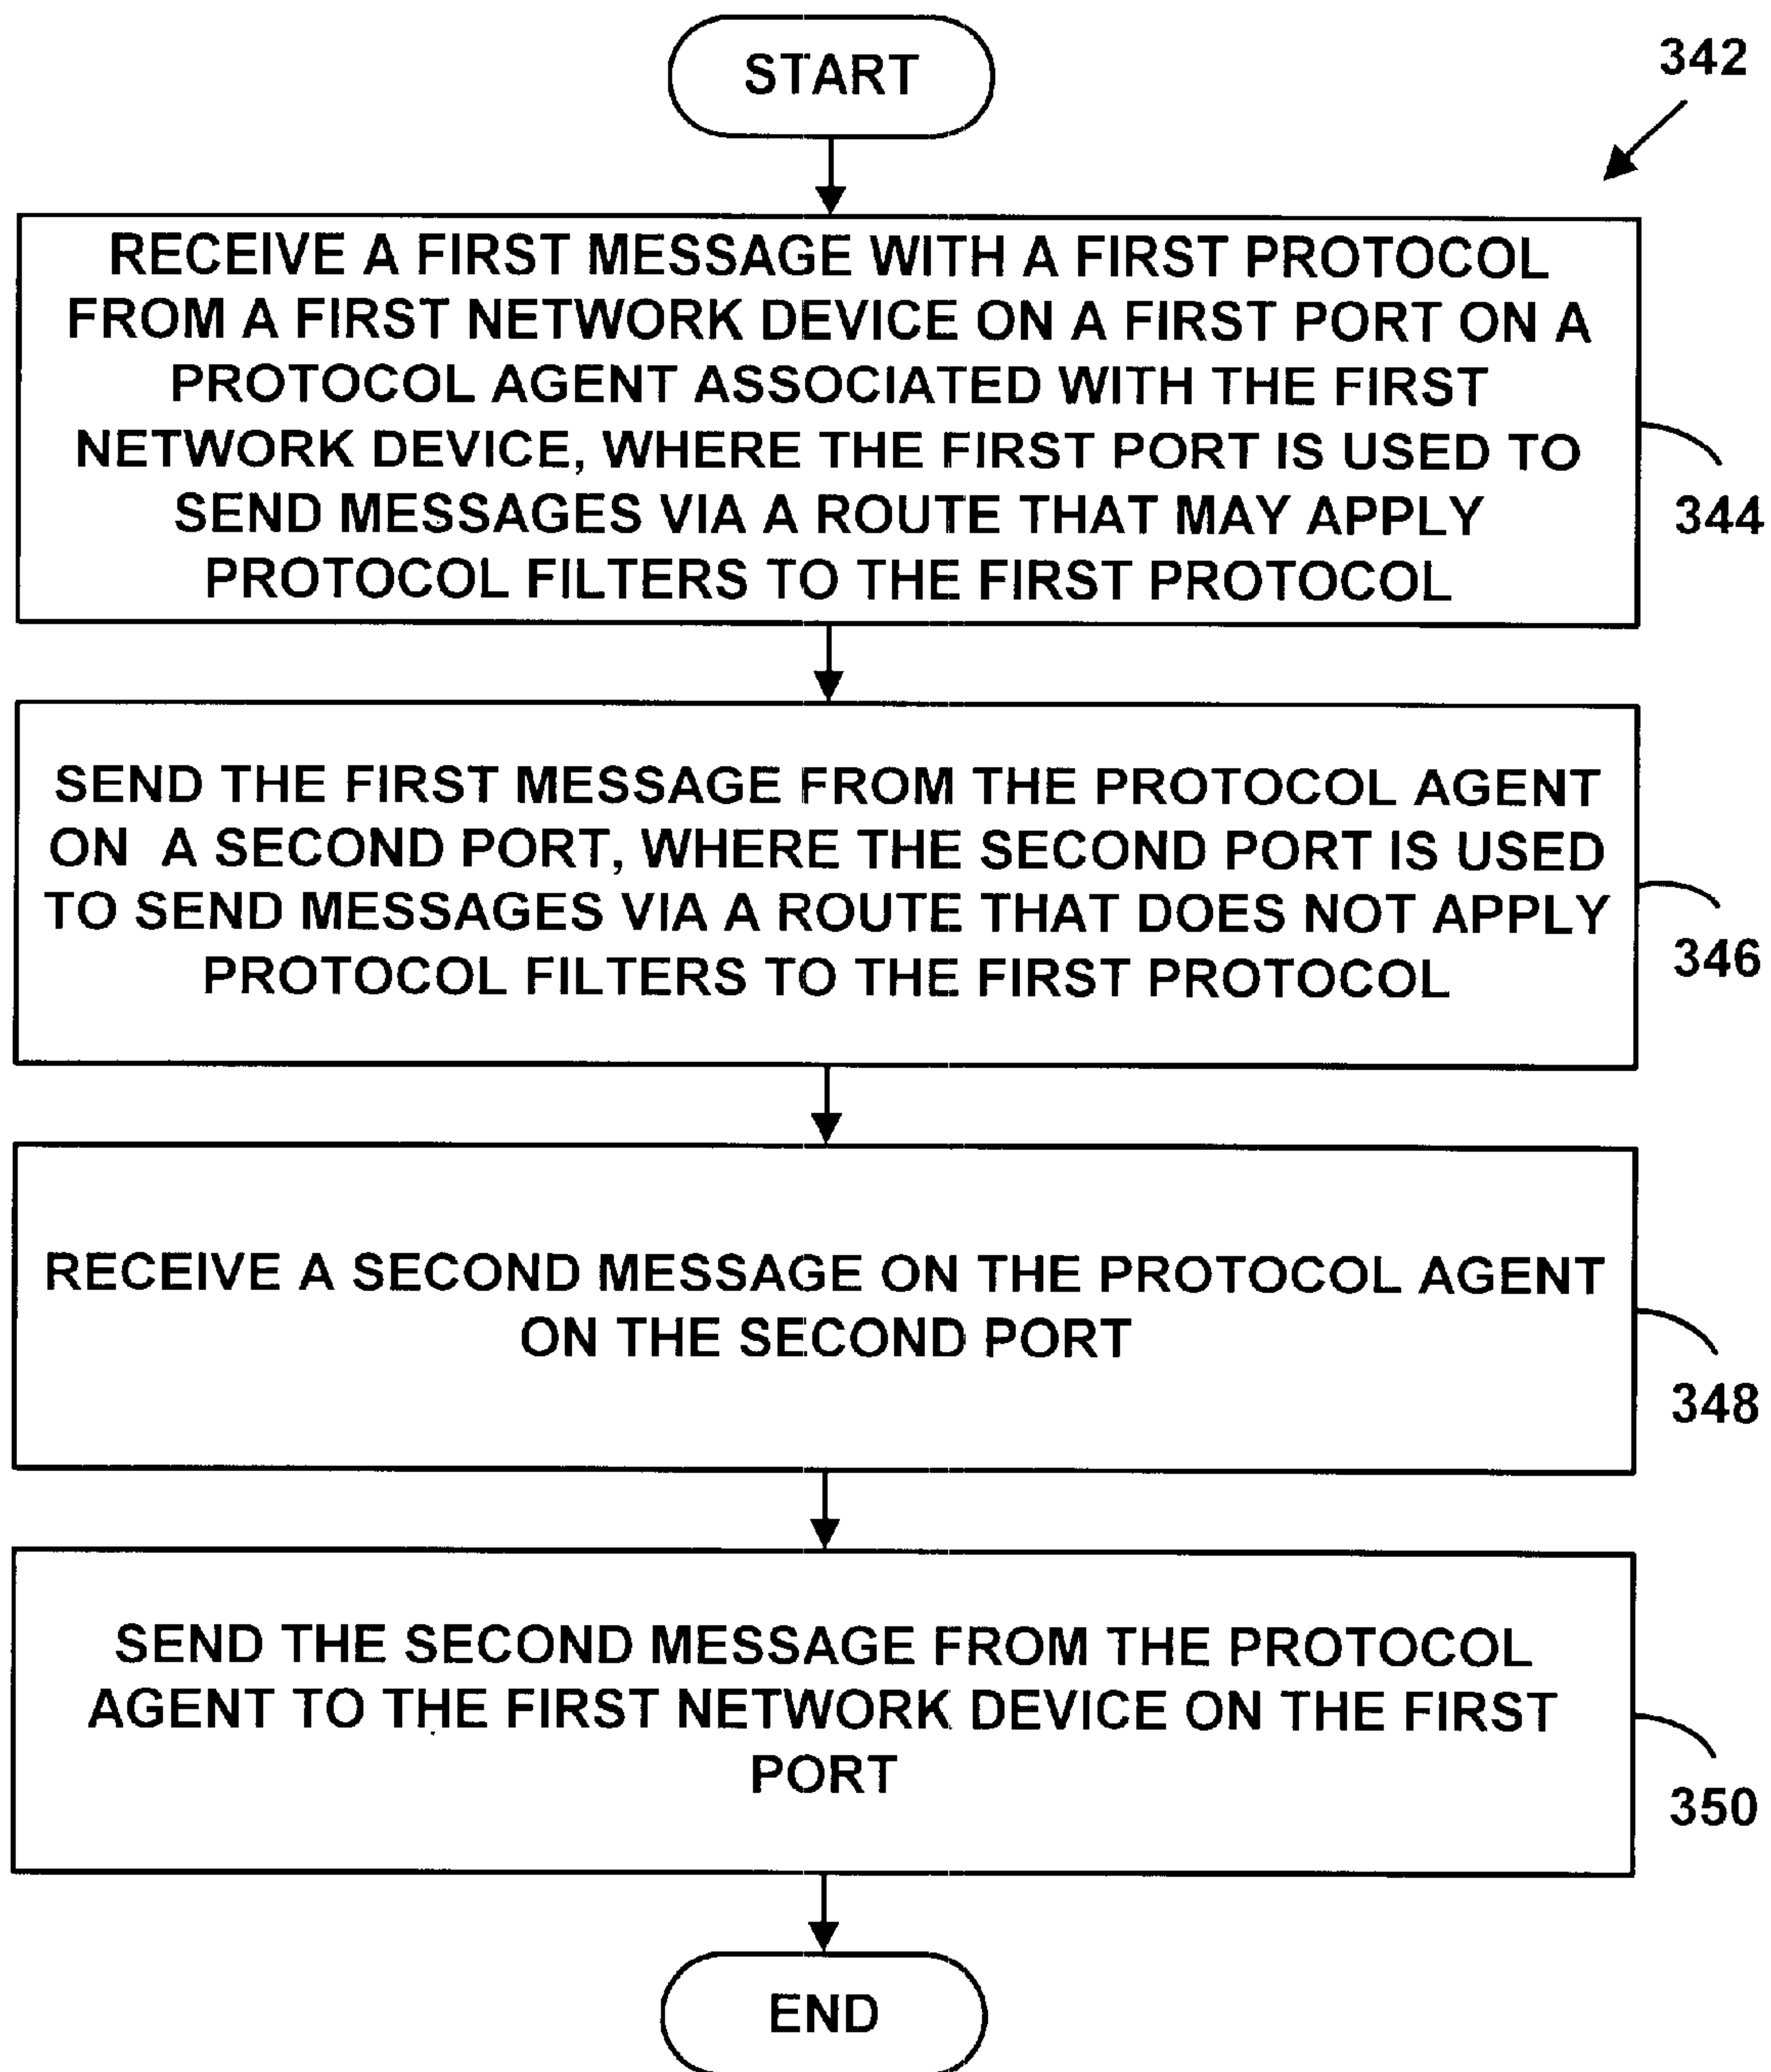 START
342
RECEIVE A FIRST MESSAGE WITH A FIRST PROTOCOL
FROM A FIRST NETWORK DEVICE ON A FIRST PORT ON A
PROTOCOL AGENT ASSOCIATED WITH THE FIRST
NETWORK DEVICE, WHERE THE FIRST PORT IS USED TO
SEND MESSAGES VIA A ROUTE THAT MAY APPLY
PROTOCOL FILTERS TO THE FIRST PROTOCOL
344
SEND THE FIRST MESSAGE FROM THE PROTOCOL AGENT
ON A SECOND PORT, WHERE THE SECOND PORT IS USED
TO SEND MESSAGES VIA A ROUTE THAT DOES NOT APPLY
PROTOCOL FILTERS TO THE FIRST PROTOCOL
346
RECEIVE A SECOND MESSAGE ON THE PROTOCOL AGENT
ON THE SECOND PORT
348
SEND THE SECOND MESSAGE FROM THE PROTOCOL
AGENT TO THE FIRST NETWORK DEVICE ON THE FIRST
PORT
350
END